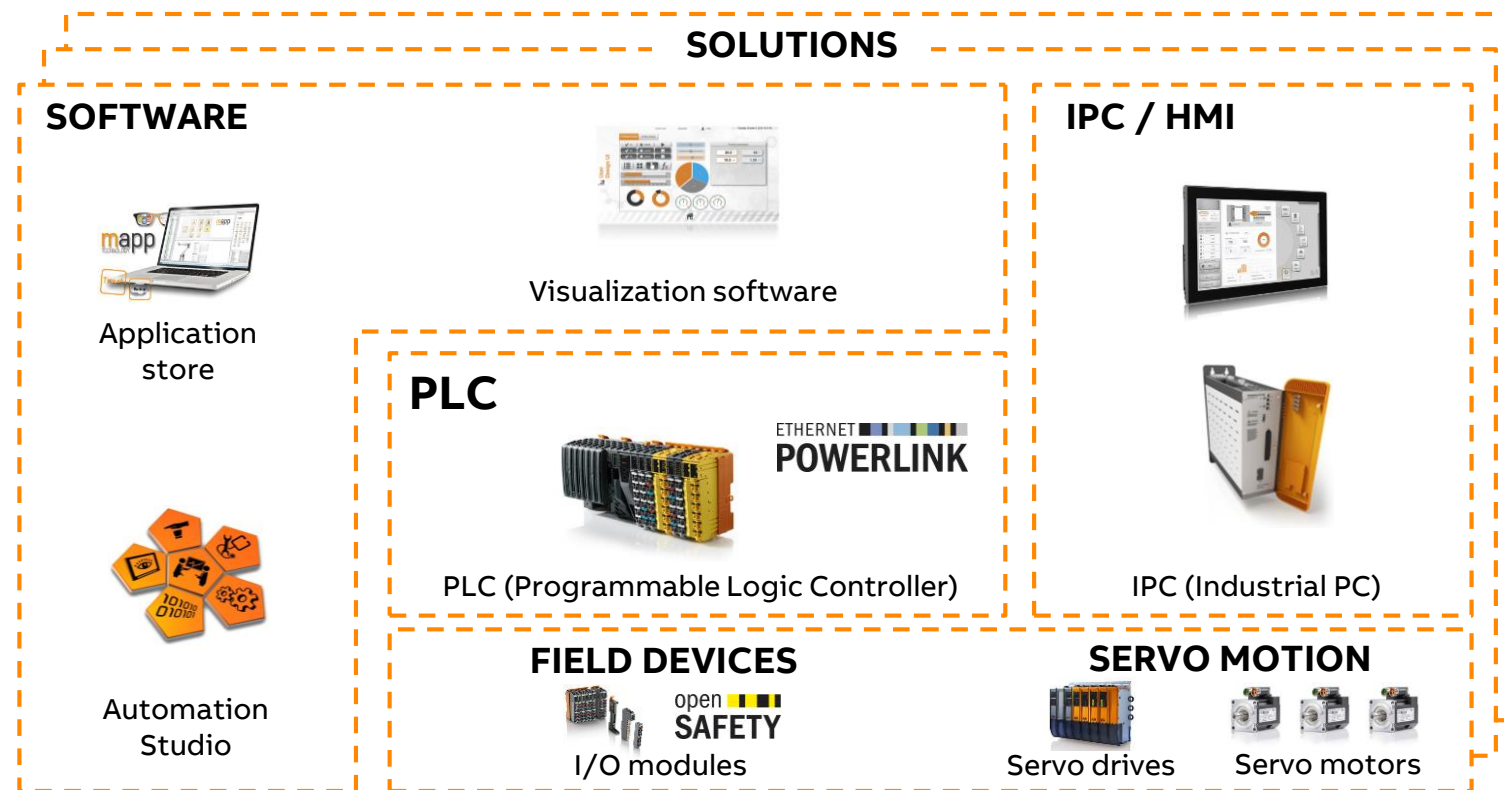 SOLUTIONS
SOFTWARE
mapp
TECHNOLOGY
Application
store
Visualization software
Automation
Studio
PLC
ETHERNET
POWERLINK
PLC (Programmable Logic Controller)
IPC / HMI
IPC (Industrial PC)
FIELD DEVICES
open
SAFETY
I/O modules
SERVO MOTION
Servo drives
Servo motors